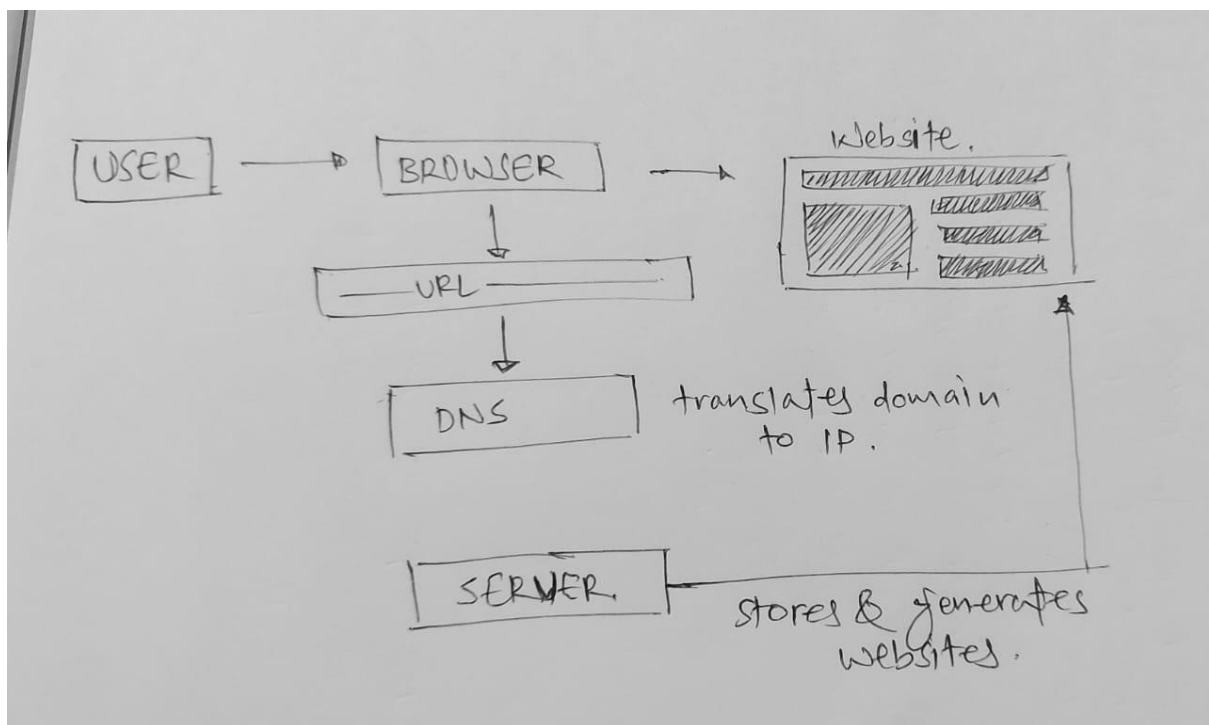 Website.
USER
BROWSER
URL
DNS
translates domain
to IP.
SERVER.
stores & generates
websites.